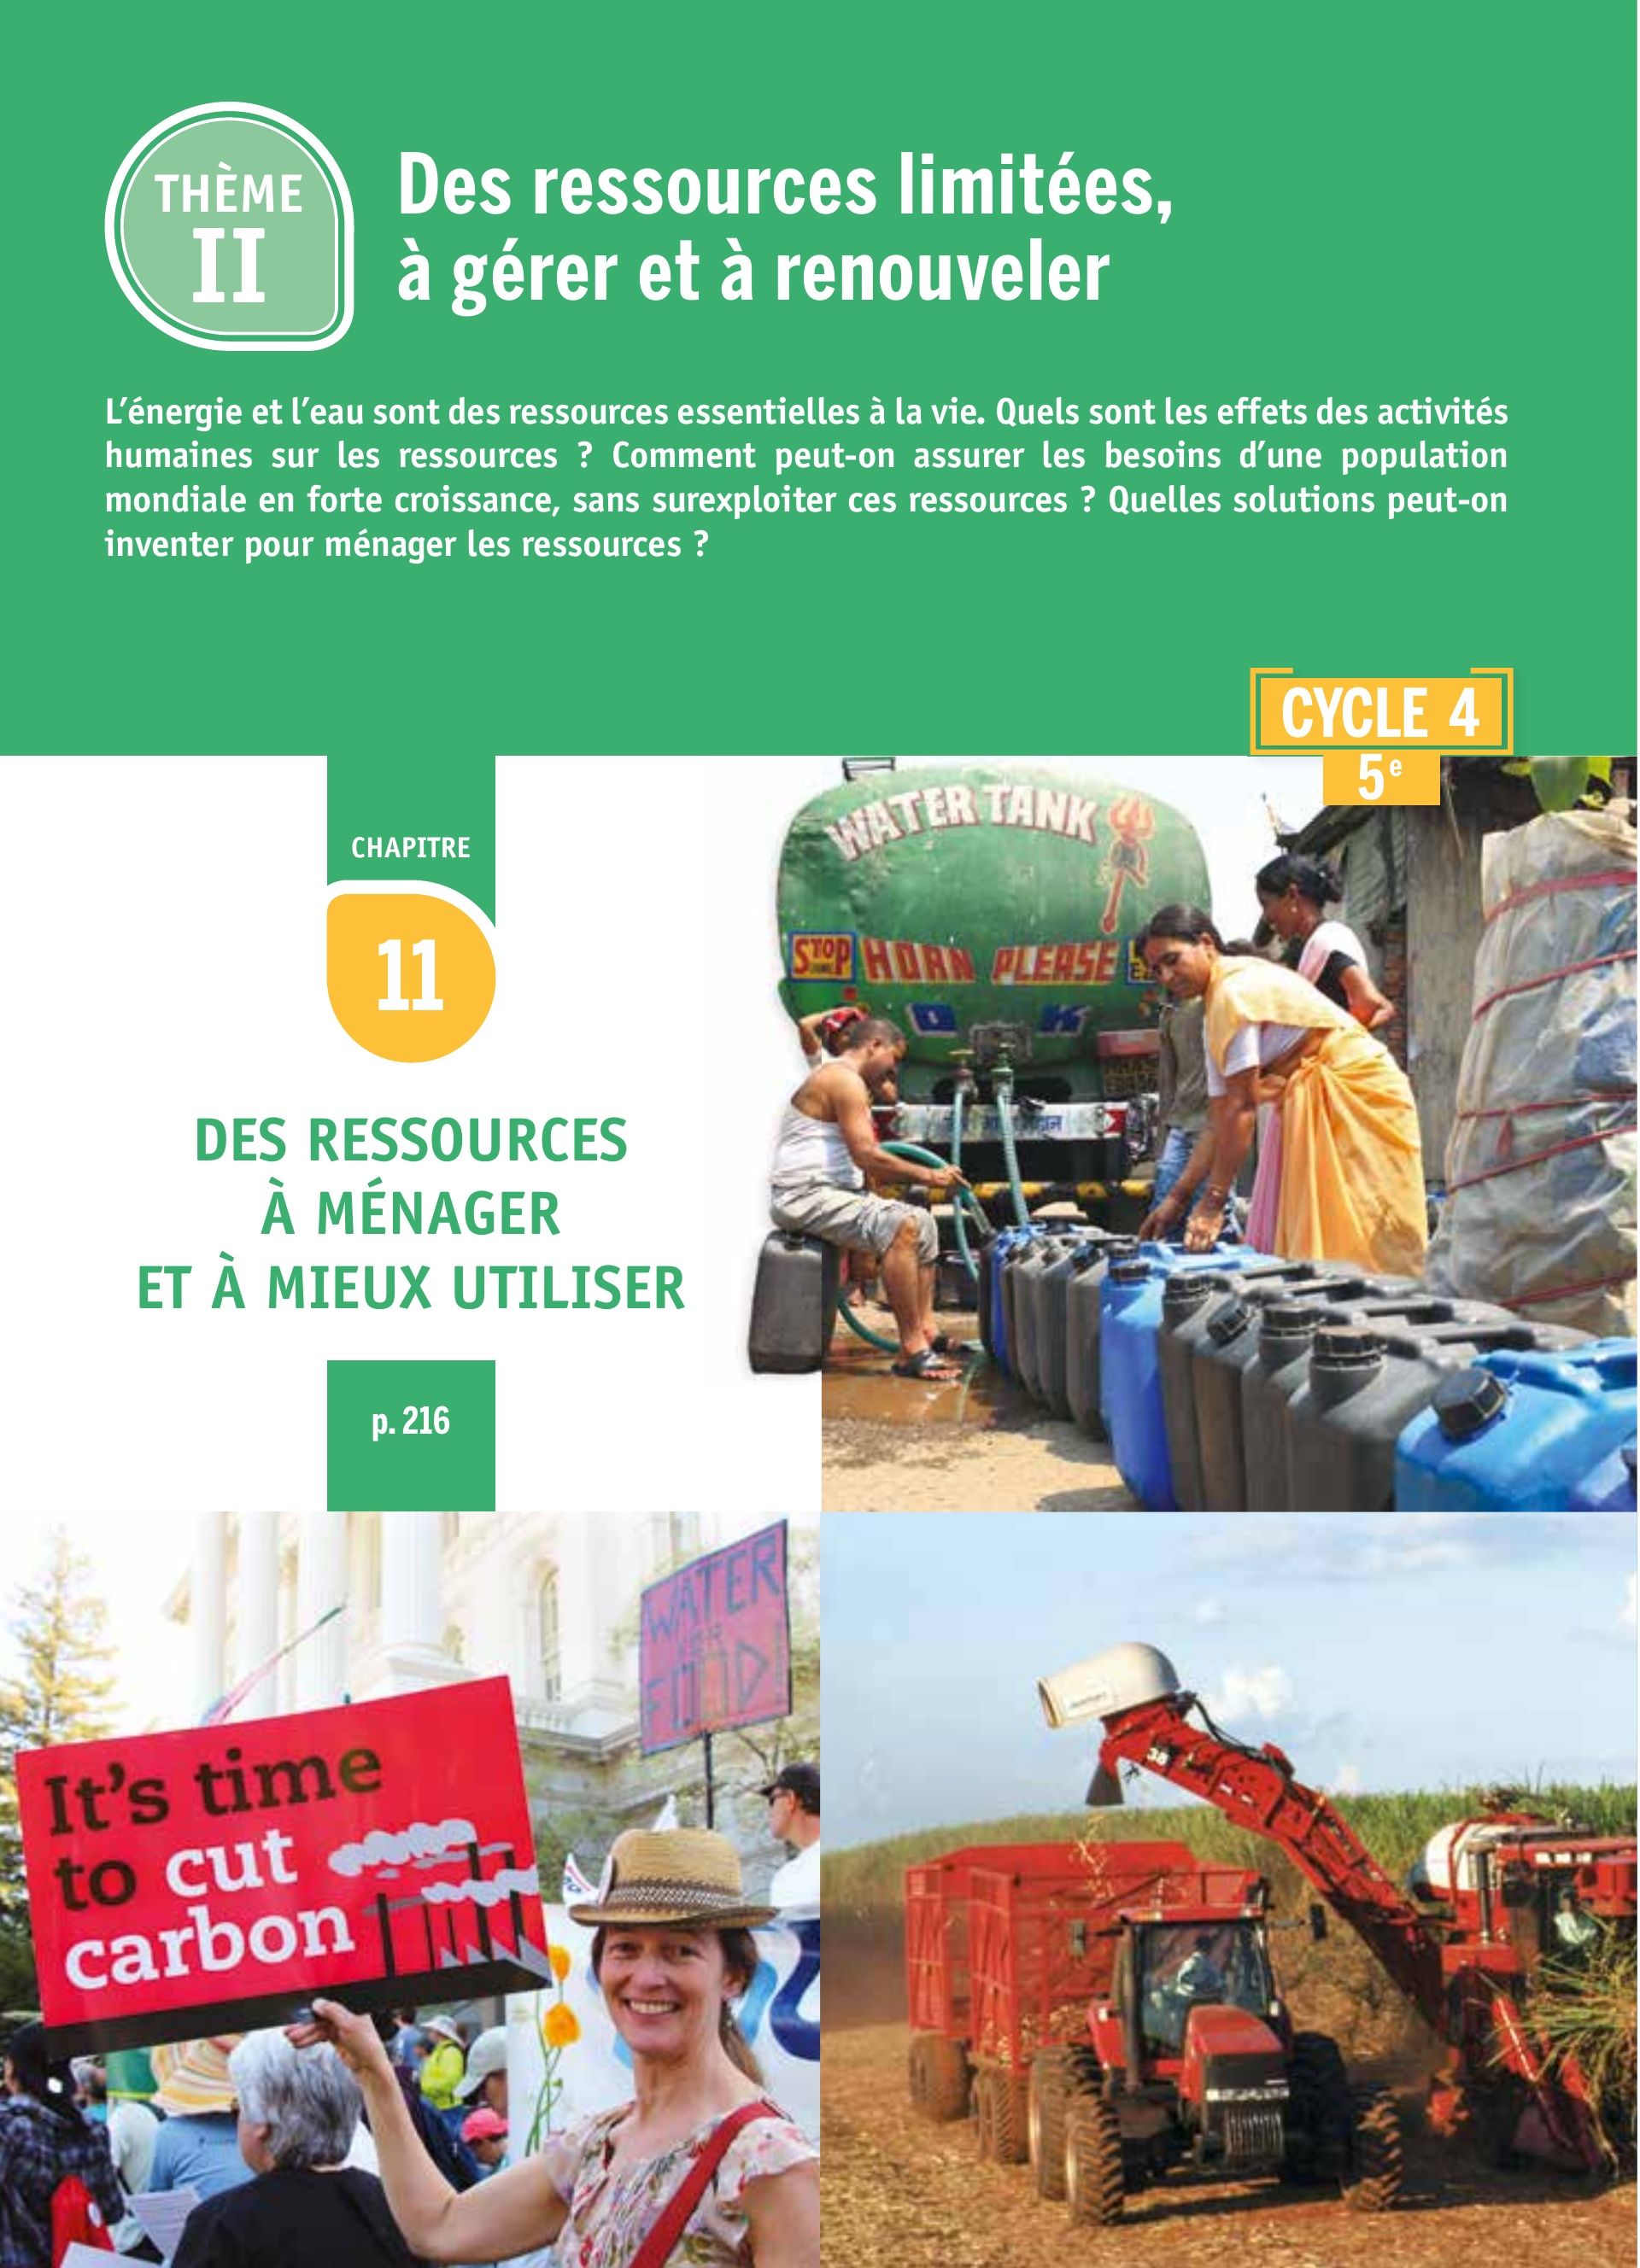 THÈME
II
Des ressources limitées,
à gérer et à renouveler
L'énergie et l'eau sont des ressources essentielles à la vie. Quels sont les effets des activités
humaines sur les ressources ? Comment peut-on assurer les besoins d'une population
mondiale en forte croissance, sans surexploiter ces ressources ? Quelles solutions peut-on
inventer pour ménager les ressources ?
CYCLE 4
5e
CHAPITRE
11
DES RESSOURCES
À MÉNAGER
ET À MIEUX UTILISER
p. 216
WATER TANK
STOP
HORN PLEASE
O K
It's time
to cut
carbon
WATER
FOOD!
38